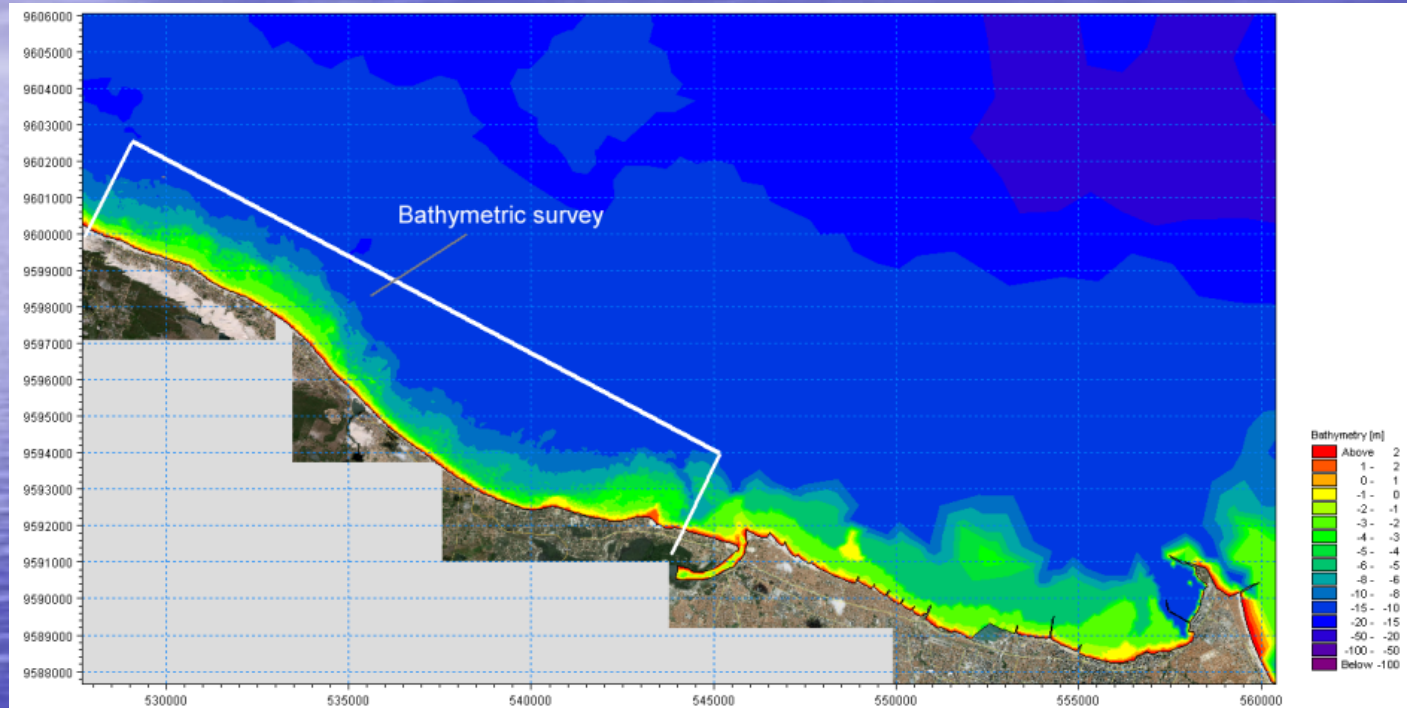 9606000
9605000
9604000
9603000
9602000
9601000
9600000
9599000
9598000
9597000
9596000
9595000
9594000
9593000
9592000
9591000
9590000
9589000
9588000
Bathymetric survey
530000 535000 540000 545000 550000 555000 560000
Bathymetry [m]
Above 2
1 - 2
0 - 1
-1 - 0
-2 - -1
-3 - -2
-4 - -3
-5 - -4
-6 - -5
-8 - -6
-10 - -8
-15 - -10
-20 - -15
-50 - -20
-100 - -50
Below -100